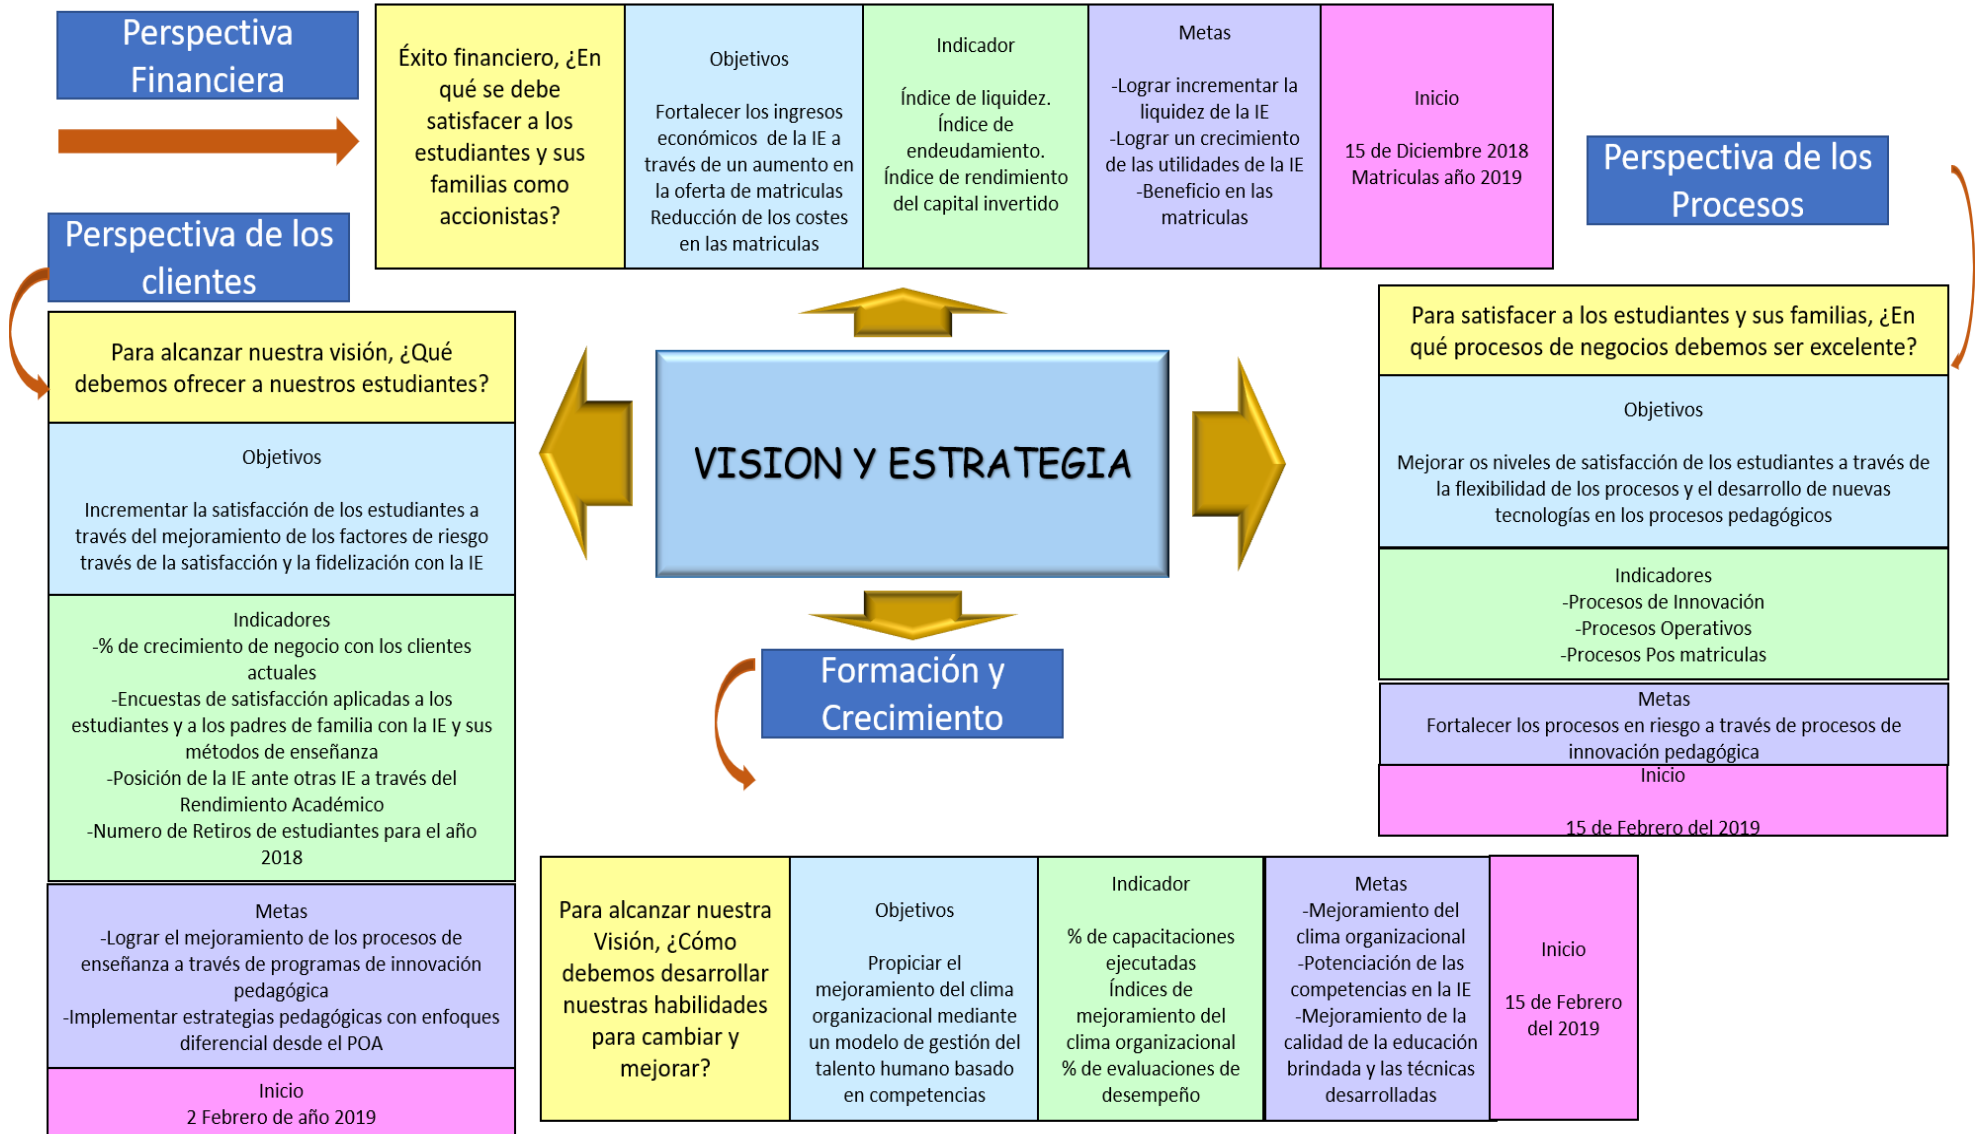 Perspectiva
Financiera
Éxito financiero, ¿En
qué se debe
satisfacer a los
estudiantes y sus
familias como
accionistas?
Objetivos
Fortalecer los ingresos
económicos de la IE a
través de un aumento en
la oferta de matriculas
Reducción de los costes
en las matriculas
Indicador
Índice de liquidez.
Índice de
endeudamiento.
Índice de rendimiento
del capital invertido
Metas
-Lograr incrementar la
liquidez de la IE
-Lograr un crecimiento
de las utilidades de la IE
-Beneficio en las
matriculas
Inicio
15 de Diciembre 2018
Matriculas año 2019
Perspectiva de los
clientes
Para alcanzar nuestra visión, ¿Qué
debemos ofrecer a nuestros estudiantes?
Objetivos
Incrementar la satisfacción de los estudiantes a
través del mejoramiento de los factores de riesgo
través de la satisfacción y la fidelización con la IE
Indicadores
-% de crecimiento de negocio con los clientes
actuales
-Encuestas de satisfacción aplicadas a los
estudiantes y a los padres de familia con la IE y sus
métodos de enseñanza
-Posición de la IE ante otras IE a través del
Rendimiento Académico
-Numero de Retiros de estudiantes para el año
2018
Metas
-Lograr el mejoramiento de los procesos de
enseñanza a través de programas de innovación
pedagógica
-Implementar estrategias pedagógicas con enfoques
diferencial desde el POA
Inicio
2 Febrero de año 2019
VISION Y ESTRATEGIA
Perspectiva de los
Procesos
Para satisfacer a los estudiantes y sus familias, ¿En
qué procesos de negocios debemos ser excelente?
Objetivos
Mejorar os niveles de satisfacción de los estudiantes a través de
la flexibilidad de los procesos y el desarrollo de nuevas
tecnologías en los procesos pedagógicos
Indicadores
-Procesos de Innovación
-Procesos Operativos
-Procesos Pos matriculas
Metas
Fortalecer los procesos en riesgo a través de procesos de
innovación pedagógica
Inicio
15 de Febrero del 2019
Formación y
Crecimiento
Para alcanzar nuestra
Visión, ¿Cómo
debemos desarrollar
nuestras habilidades
para cambiar y
mejorar?
Objetivos
Propiciar el
mejoramiento del clima
organizacional mediante
un modelo de gestión del
talento humano basado
en competencias
Indicador
% de capacitaciones
ejecutadas
Índices de
mejoramiento del
clima organizacional
% de evaluaciones de
desempeño
Metas
-Mejoramiento del
clima organizacional
-Potenciación de las
competencias en la IE
-Mejoramiento de la
calidad de la educación
brindada y las técnicas
desarrolladas
Inicio
15 de Febrero
del 2019